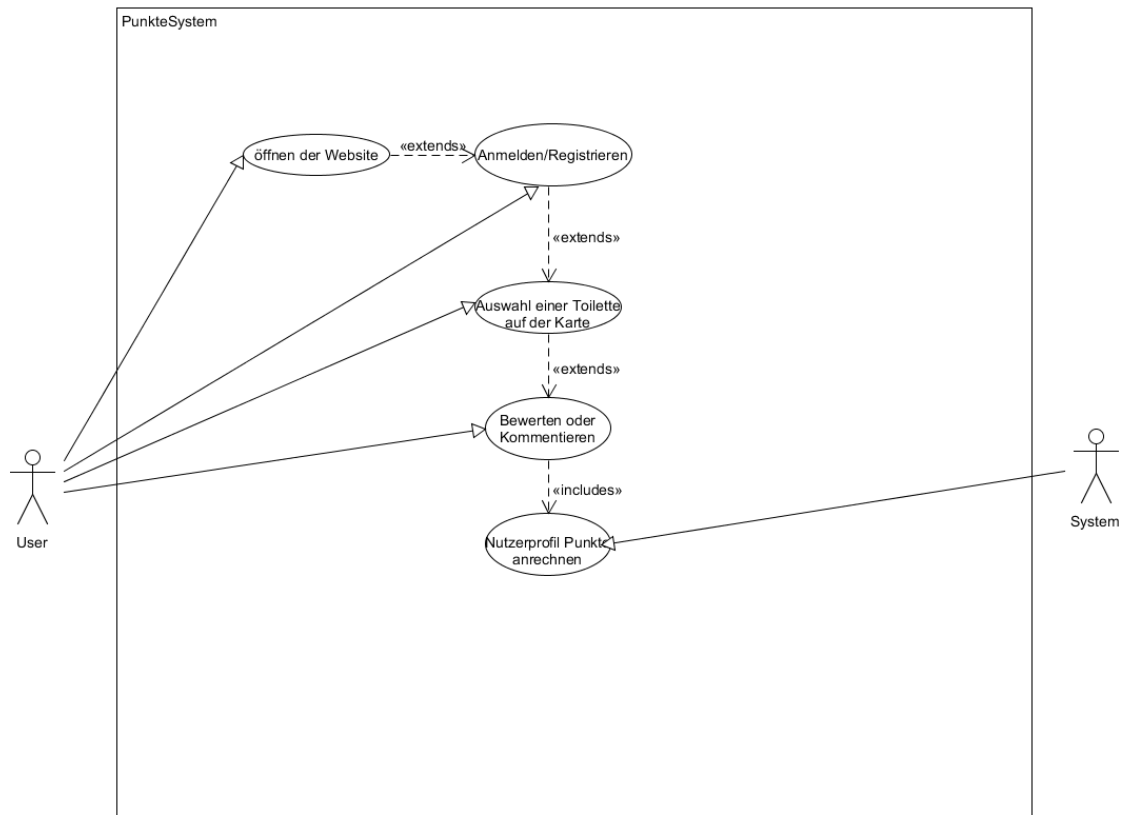 PunkteSystem
öffnen der Website
«extends»
Anmelden/Registrieren
«extends»
Auswahl einer Toilette
auf der Karte
«extends»
Bewerten oder
Kommentieren
«includes»
Nutzerprofil Punkte
anrechnen
User
System